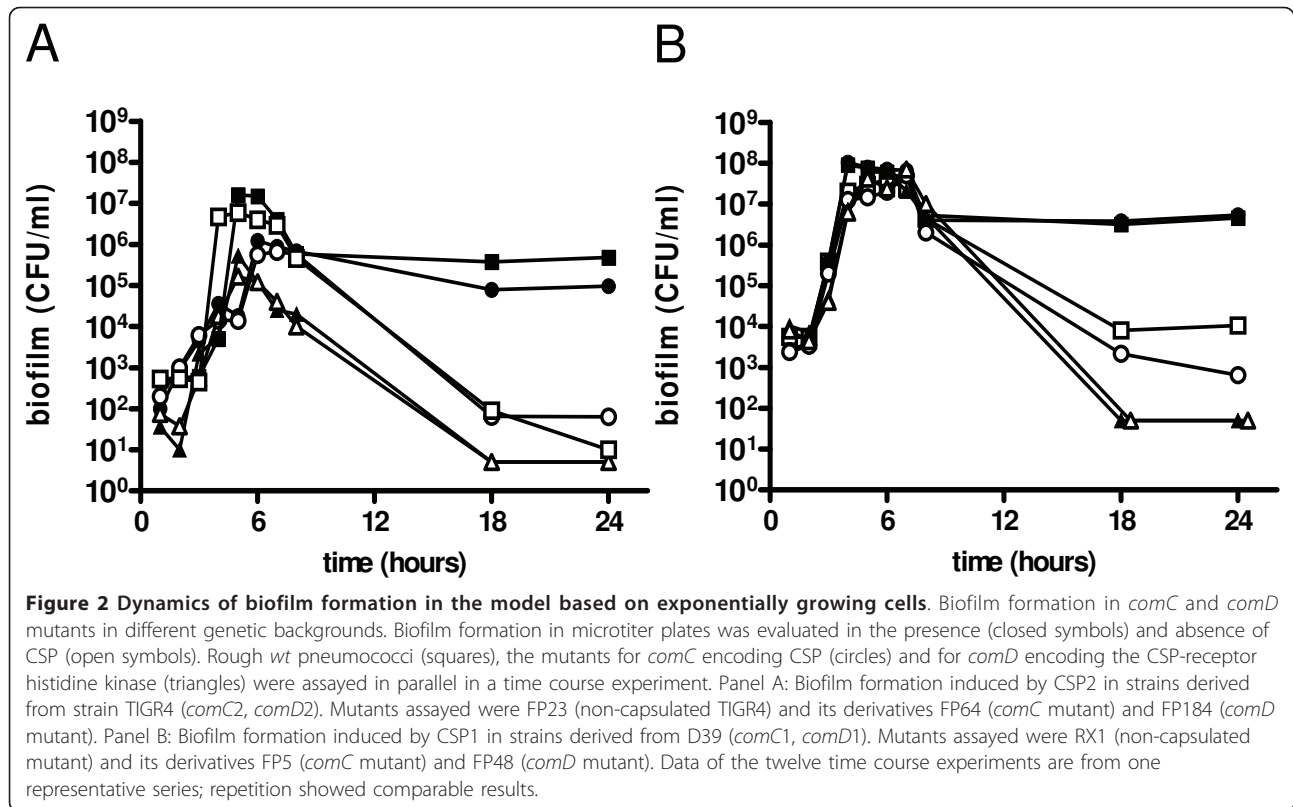 A
B
biofilm (CFU/ml)
10⁹
10⁸
10⁷
10⁶
10⁵
10⁴
10³
10²
10¹
10⁰
0
6
12
18
24
time (hours)
biofilm (CFU/ml)
10⁹
10⁸
10⁷
10⁶
10⁵
10⁴
10³
10²
10¹
10⁰
0
6
12
18
24
time (hours)
Figure 2 Dynamics of biofilm formation in the model based on exponentially growing cells. Biofilm formation in comC and comD
mutants in different genetic backgrounds. Biofilm formation in microtiter plates was evaluated in the presence (closed symbols) and absence of
CSP (open symbols). Rough wt pneumococci (squares), the mutants for comC encoding CSP (circles) and for comD encoding the CSP-receptor
histidine kinase (triangles) were assayed in parallel in a time course experiment. Panel A: Biofilm formation induced by CSP2 in strains derived
from strain TIGR4 (comC2, comD2). Mutants assayed were FP23 (non-capsulated TIGR4) and its derivatives FP64 (comC mutant) and FP184 (comD
mutant). Panel B: Biofilm formation induced by CSP1 in strains derived from D39 (comC1, comD1). Mutants assayed were RX1 (non-capsulated
mutant) and its derivatives FP5 (comC mutant) and FP48 (comD mutant). Data of the twelve time course experiments are from one
representative series; repetition showed comparable results.